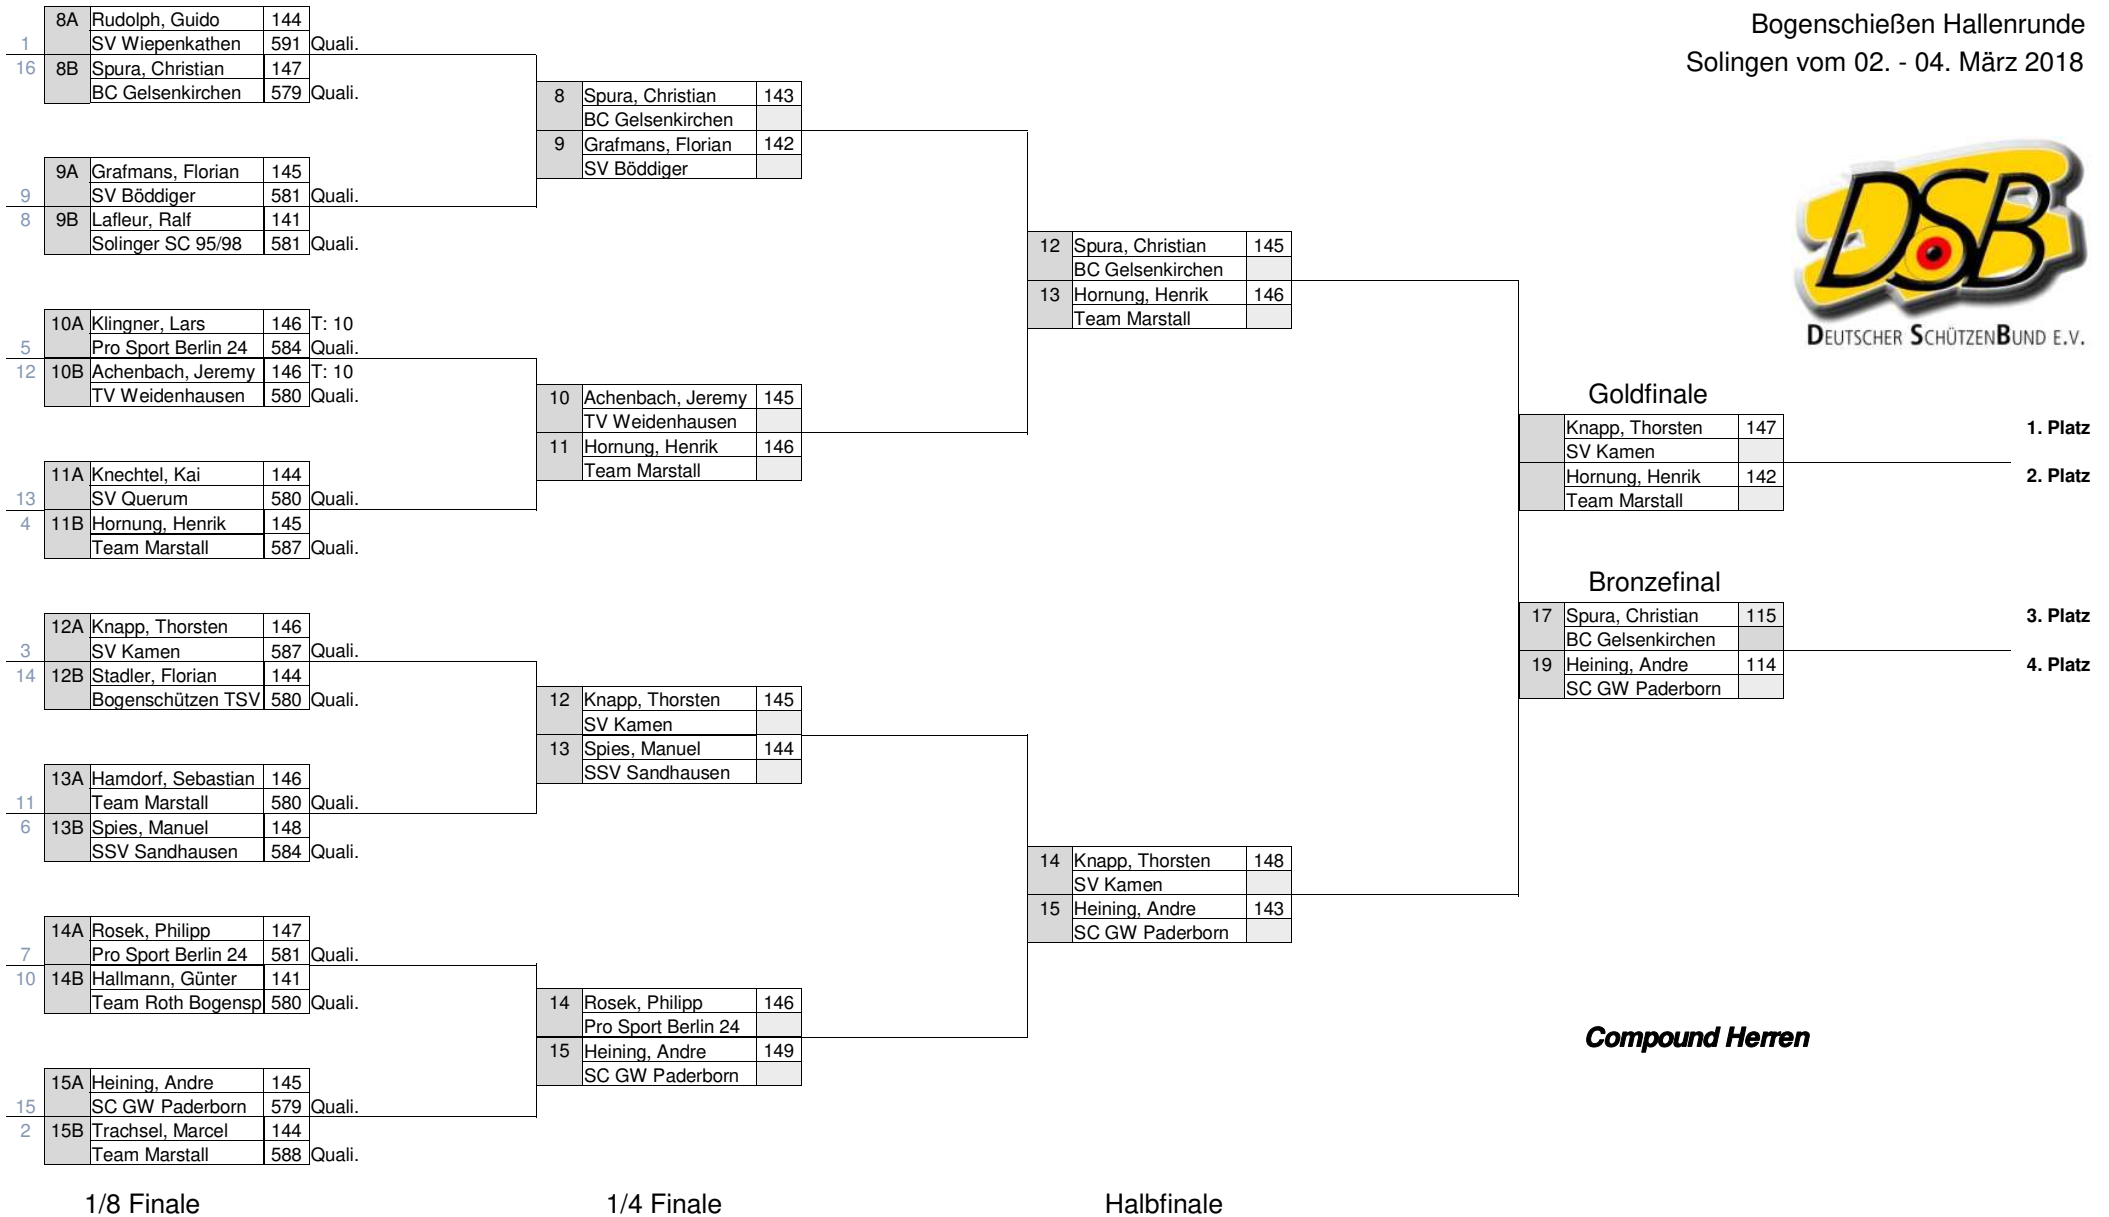 Bogenschießen Hallenrunde
Solingen vom 02. - 04. März 2018
DSB
DEUTSCHER SCHÜTZENBUND E.V.
8A Rudolph, Guido 144
1 SV Wiepenkathen 591 Quali.
16 8B Spura, Christian 147
BC Gelsenkirchen 579 Quali.
9A Grafmans, Florian 145
9 SV Böddiger 581 Quali.
8 9B Lafleur, Ralf 141
Solinger SC 95/98 581 Quali.
10A Klingner, Lars 146 T: 10
5 Pro Sport Berlin 24 584 Quali.
12 10B Achenbach, Jeremy 146 T: 10
TV Weidenhausen 580 Quali.
11A Knechtel, Kai 144
13 SV Querum 580 Quali.
4 11B Hornung, Henrik 145
Team Marstall 587 Quali.
12A Knapp, Thorsten 146
3 SV Kamen 587 Quali.
14 12B Stadler, Florian 144
Bogenschützen TSV 580 Quali.
13A Hamdorf, Sebastian 146
11 Team Marstall 580 Quali.
6 13B Spies, Manuel 148
SSV Sandhausen 584 Quali.
14A Rosek, Philipp 147
7 Pro Sport Berlin 24 581 Quali.
10 14B Hallmann, Günter 141
Team Roth Bogensp 580 Quali.
15A Heining, Andre 145
15 SC GW Paderborn 579 Quali.
2 15B Trachsel, Marcel 144
Team Marstall 588 Quali.
1/8 Finale
8 Spura, Christian 143
BC Gelsenkirchen
9 Grafmans, Florian 142
SV Böddiger
10 Achenbach, Jeremy 145
TV Weidenhausen
11 Hornung, Henrik 146
Team Marstall
12 Knapp, Thorsten 145
SV Kamen
13 Spies, Manuel 144
SSV Sandhausen
14 Rosek, Philipp 146
Pro Sport Berlin 24
15 Heining, Andre 149
SC GW Paderborn
1/4 Finale
12 Spura, Christian 145
BC Gelsenkirchen
13 Hornung, Henrik 146
Team Marstall
14 Knapp, Thorsten 148
SV Kamen
15 Heining, Andre 143
SC GW Paderborn
Halbfinale
Goldfinale
Knapp, Thorsten 147 1. Platz
SV Kamen
Hornung, Henrik 142 2. Platz
Team Marstall
Bronzefinal
17 Spura, Christian 115 3. Platz
BC Gelsenkirchen
19 Heining, Andre 114 4. Platz
SC GW Paderborn
Compound Herren